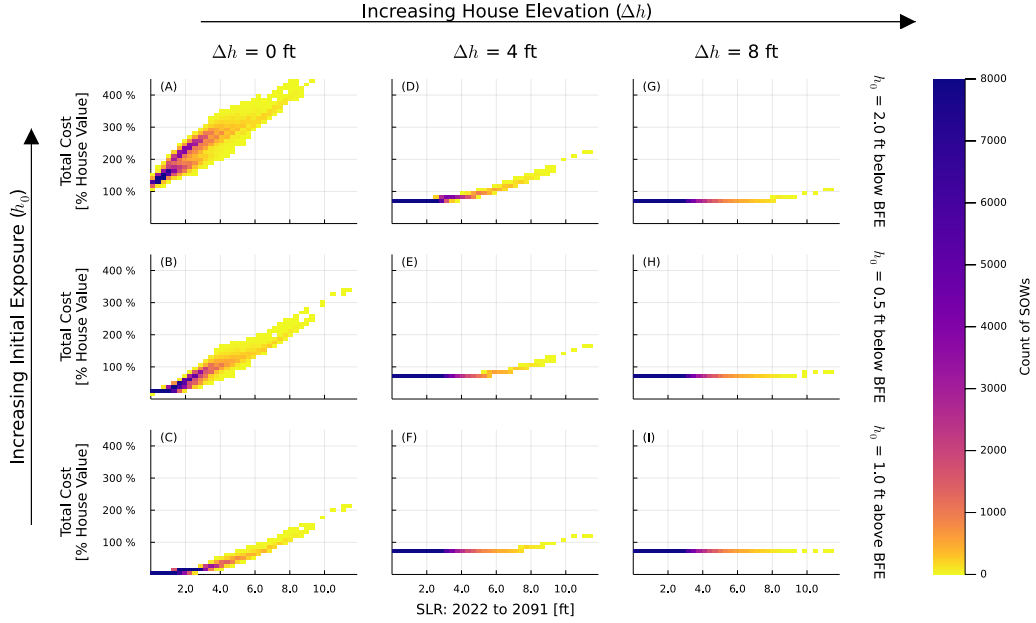 Increasing House Elevation (Δh)
Δh = 0 ft
Δh = 4 ft
Δh = 8 ft
Increasing Initial Exposure (h₀)
Total Cost
[% House Value]
400 %
300 %
200 %
100 %
(A)
(D)
(G)
h₀ = 2.0 ft below BFE
Total Cost
[% House Value]
400 %
300 %
200 %
100 %
(B)
(E)
(H)
h₀ = 0.5 ft below BFE
Total Cost
[% House Value]
400 %
300 %
200 %
100 %
(C)
(F)
(I)
h₀ = 1.0 ft above BFE
2.0 4.0 6.0 8.0 10.0
2.0 4.0 6.0 8.0 10.0
2.0 4.0 6.0 8.0 10.0
SLR: 2022 to 2091 [ft]
8000
7000
6000
5000
4000
3000
2000
1000
0
Count of SOWs